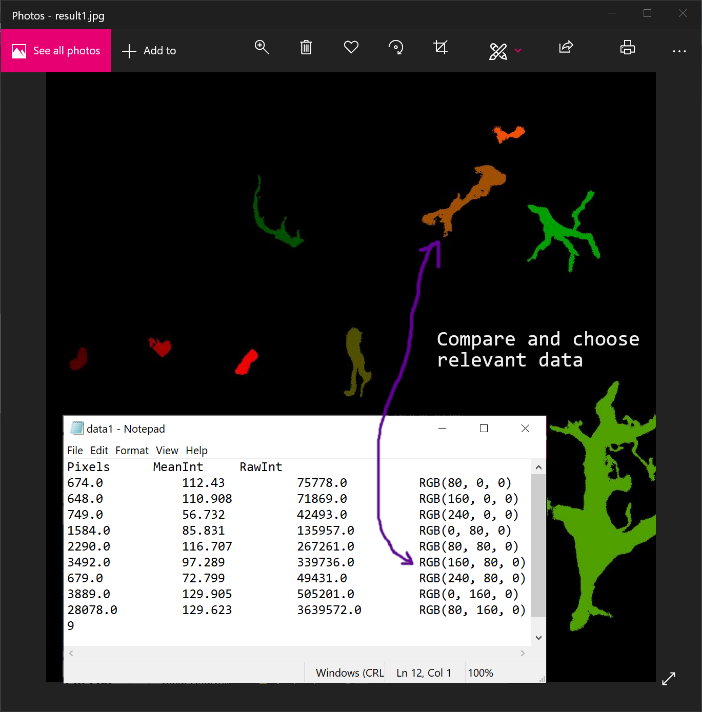 Photos - result1.jpg
See all photos
Add to
Compare and choose
relevant data
data1 - Notepad
File Edit Format View Help
Pixels MeanInt RawInt
674.0 112.43 75778.0 RGB(80, 0, 0)
648.0 110.908 71869.0 RGB(160, 0, 0)
749.0 56.732 42493.0 RGB(240, 0, 0)
1584.0 85.831 135957.0 RGB(0, 80, 0)
2290.0 116.707 267261.0 RGB(80, 80, 0)
3492.0 97.289 339736.0 RGB(160, 80, 0)
679.0 72.799 49431.0 RGB(240, 80, 0)
3889.0 129.905 505201.0 RGB(0, 160, 0)
28078.0 129.623 3639572.0 RGB(80, 160, 0)
9
Windows (CRL Ln 12, Col 1 100%